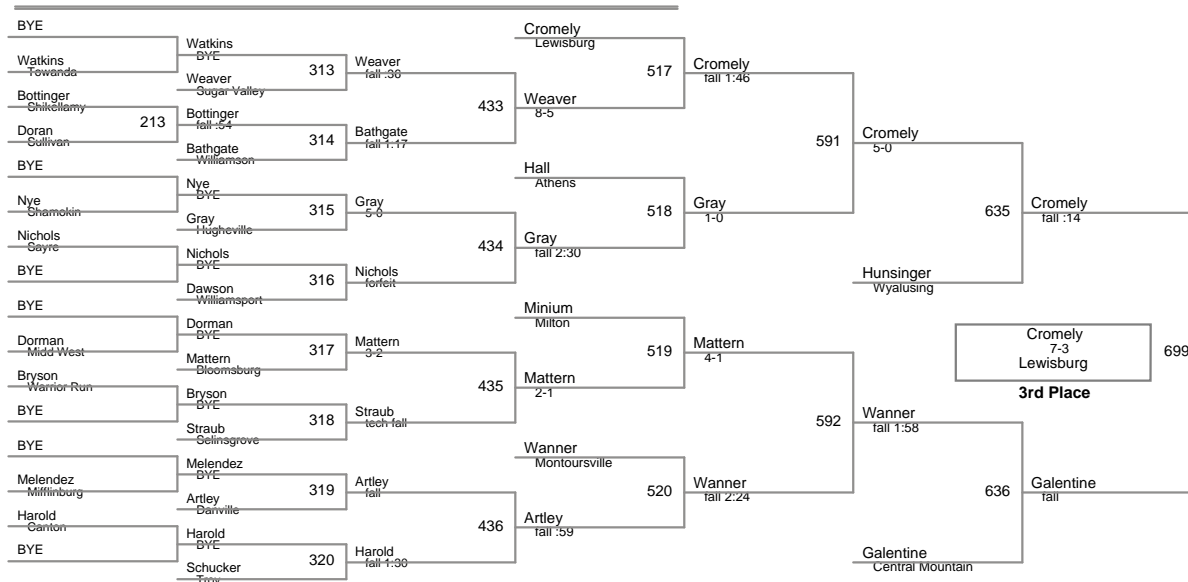 BYE
Watkins
Towanda
Bottinger
Shikellamy
213
Doran
Sullivan
BYE
Nye
Shamokin
Nichols
Sayre
BYE
BYE
Dorman
Midd West
Bryson
Warrior Run
BYE
BYE
Melendez
Mifflinburg
Harold
Canton
BYE
Watkins
BYE
313
Weaver
Sugar Valley
Bottinger
fall :54
314
Bathgate
Williamson
Nye
BYE
315
Gray
Hugheville
Nichols
BYE
316
Dawson
Williamsport
Dorman
BYE
317
Mattern
Bloomsburg
Bryson
BYE
318
Straub
Selinsgrove
Melendez
BYE
319
Artley
Danville
Harold
BYE
320
Schucker
Troy
Weaver
fall :36
433
Bathgate
fall 1:17
Gray
5-0
434
Nichols
forfeit
Mattern
3-2
435
Straub
tech fall
Artley
fall
436
Harold
fall 1:30
Cromely
Lewisburg
517
Weaver
8-5
Hall
Athens
518
Gray
fall 2:30
Minium
Milton
519
Mattern
2-1
Wanner
Montoursville
520
Artley
fall :59
Cromely
fall 1:46
591
Gray
1-0
Mattern
4-1
592
Wanner
fall 2:24
Cromely
5-0
635
Hunsinger
Wyalusing
Wanner
fall 1:58
636
Galentine
Central Mountain
Cromely
fall :14
Cromely
7-3
Lewisburg
699
3rd Place
Galentine
fall